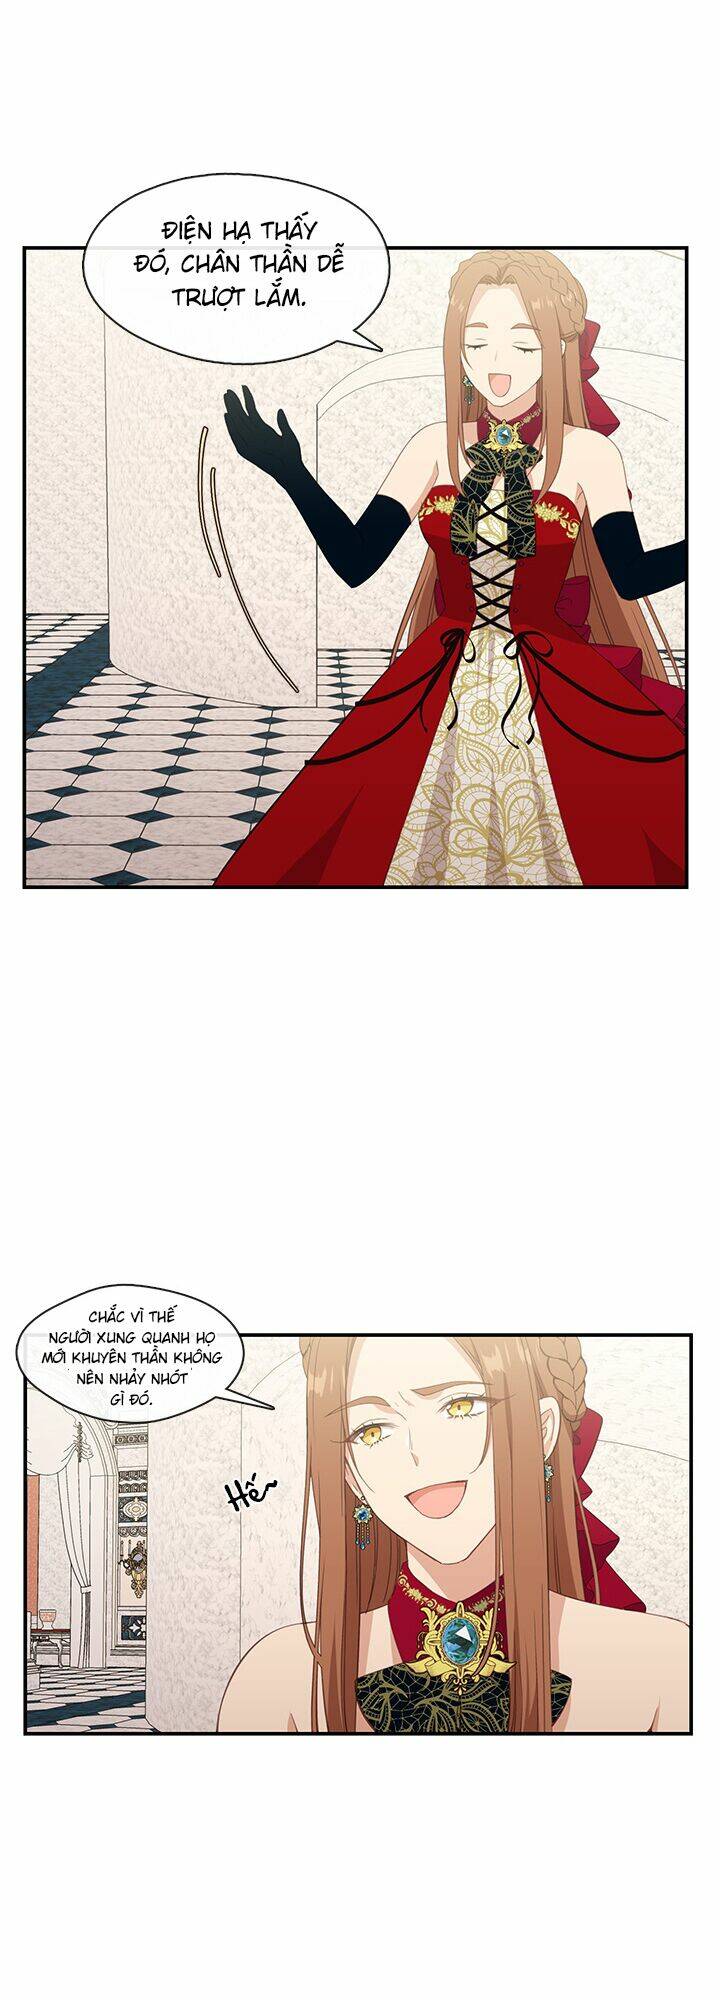 ĐIỆN HẠ THẤY
ĐÓ, CHÂN THẦN DỄ
TRƯỢT LẮM.
CHẮC VÌ THẾ
NGƯỜI XUNG QUANH HỌ
MỚI KHUYÊN THẦN KHÔNG
NÊN NHẢY NHÓT
GÌ ĐÓ.
Hến~